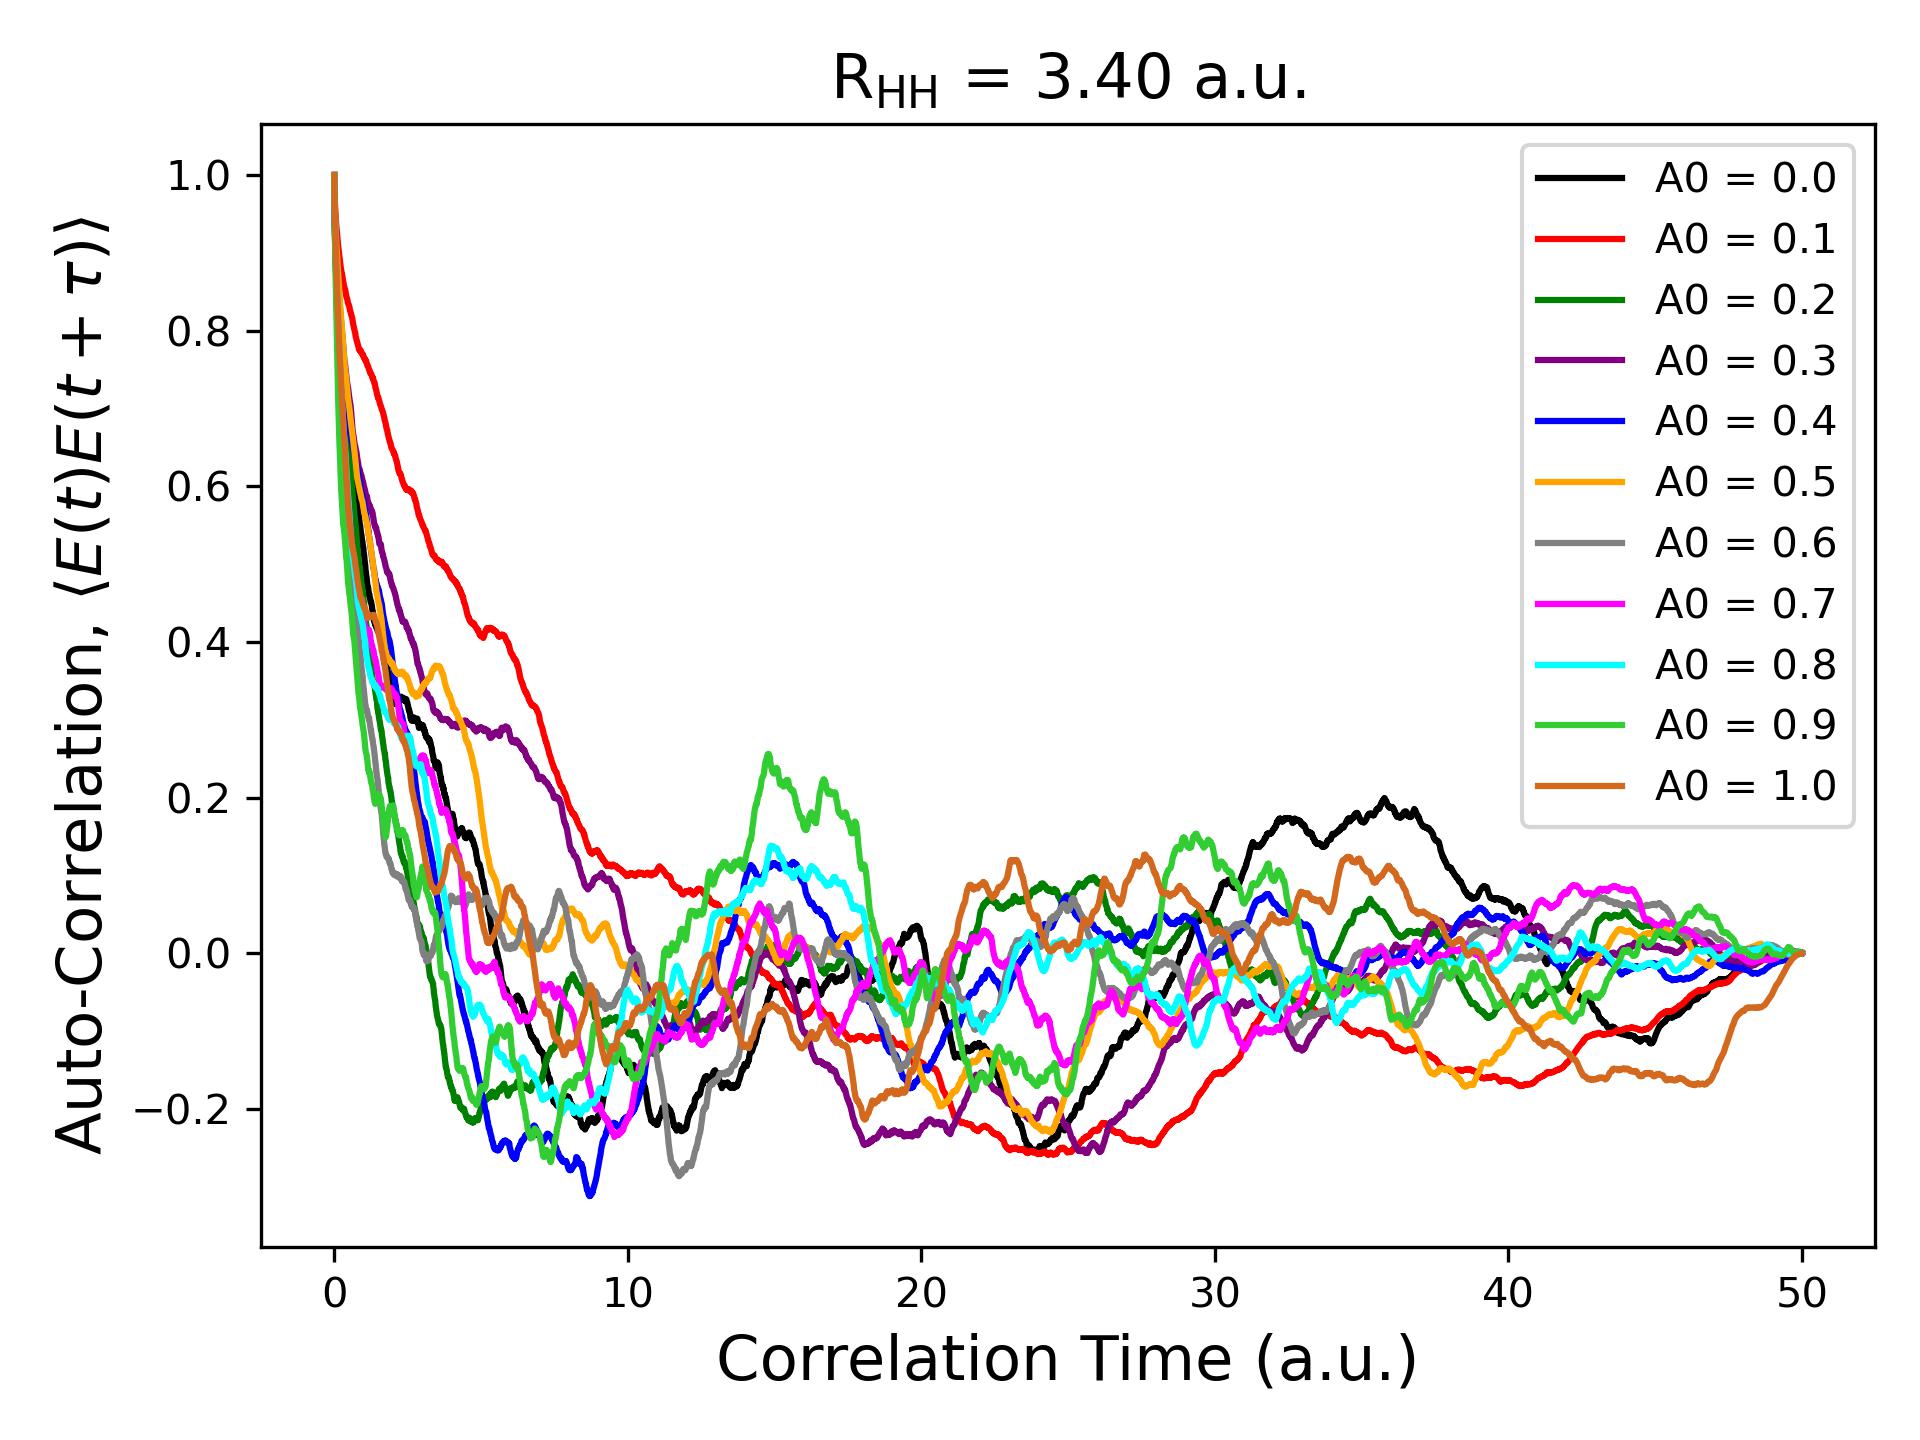 R_HH = 3.40 a.u.
Auto-Correlation, ⟨E(t)E(t + τ)⟩
1.0
0.8
0.6
0.4
0.2
0.0
−0.2
A0 = 0.0
A0 = 0.1
A0 = 0.2
A0 = 0.3
A0 = 0.4
A0 = 0.5
A0 = 0.6
A0 = 0.7
A0 = 0.8
A0 = 0.9
A0 = 1.0
0 10 20 30 40 50
Correlation Time (a.u.)